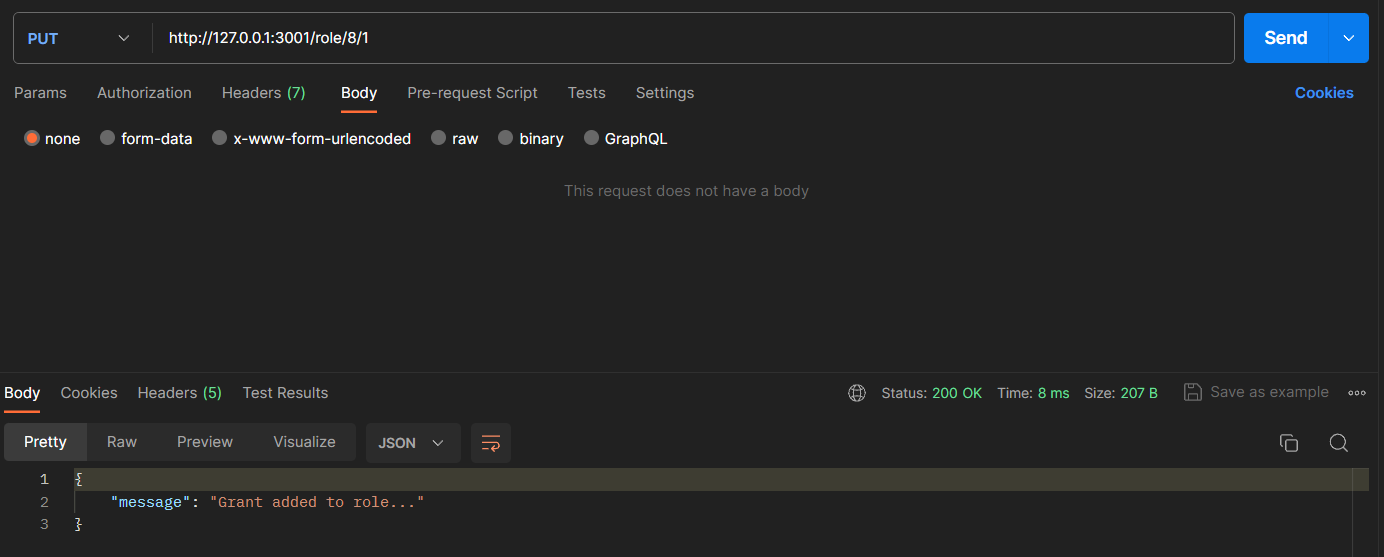 PUT http://127.0.0.1:3001/role/8/1 Send
Params Authorization Headers (7) Body Pre-request Script Tests Settings Cookies
none form-data x-www-form-urlencoded raw binary GraphQL
This request does not have a body
Body Cookies Headers (5) Test Results Status: 200 OK Time: 8 ms Size: 207 B Save as example
Pretty Raw Preview Visualize JSON
1 {
2 "message": "Grant added to role..."
3 }